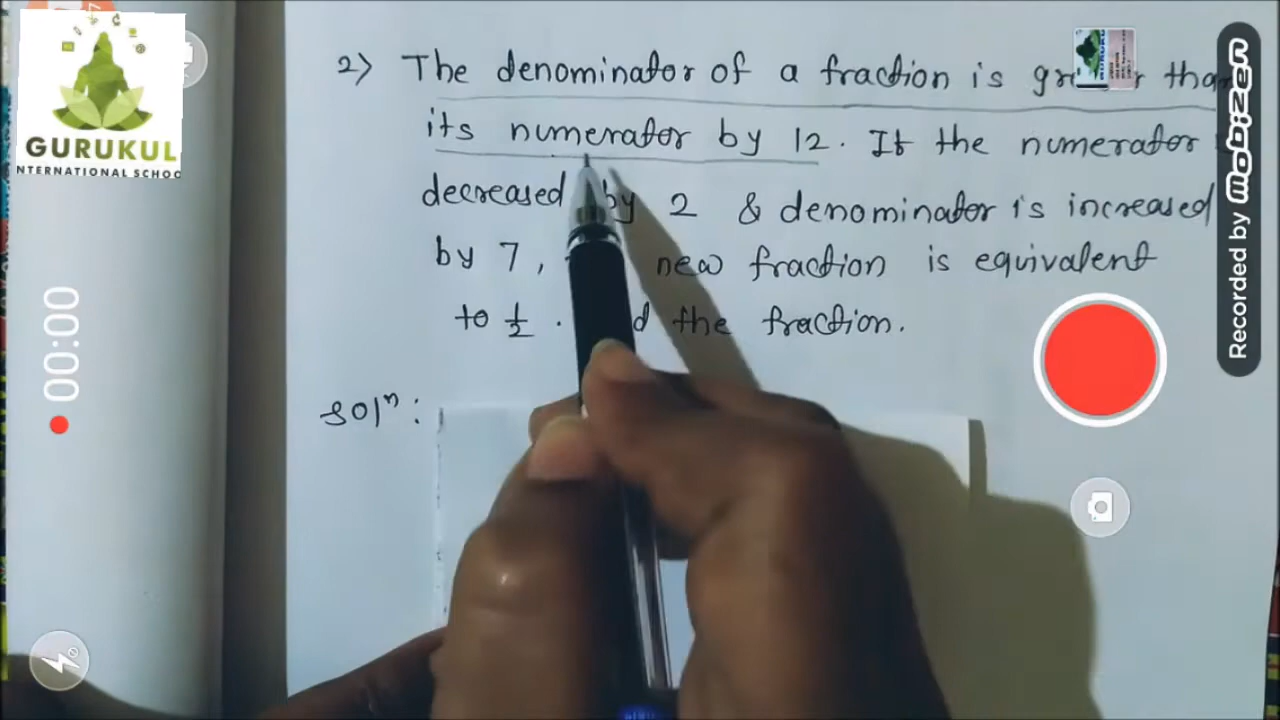 2) The denominator of a fraction is than
its numerator by 12. If the numerator
decreased by 2 & denominator is increased
by 7, new fraction is equivalent
to 1/2. the fraction.
Solⁿ:
GURUKUL
NTERNATIONAL SCHOO
00:00
Recorded by MOBIZEN